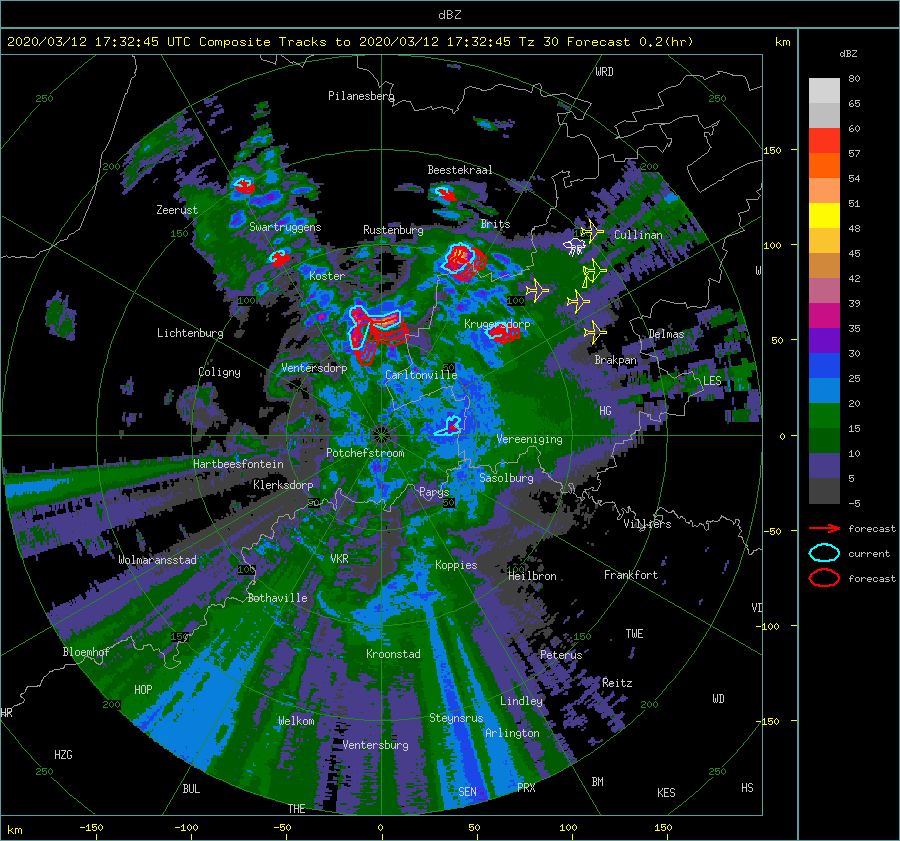 dBZ
2020/03/12 17:32:45 UTC Composite Tracks to 2020/03/12 17:32:45 Tz 30 Forecast 0.2(hr)
km
dBZ
80
65
60
57
54
51
48
45
42
39
35
30
25
20
15
10
5
-5
forecast
current
forecast
150
100
50
0
-50
-100
-150
250
WRD
Pilanesberg
250
200
Beestekraal
200
Zeerust
Swartruggens
Rustenburg
Brits
150
Cullinan
W
Koster
100
100
Lichtenburg
Krugersdorp
Delmas
Coligny
Ventersdorp
Carltonville
Brakpan
LES
HG
Vereeniging
Potchefstroom
Hartbeesfontein
Klerksdorp
Parys
Sasolburg
50
50
Villiers
Wolmaransstad
VKR
Koppies
100
100
Heilbron
Frankfort
Bothaville
VD
150
150
TWE
Bloemhof
Kroonstad
Peterus
HOP
Reitz
200
Lindley
200
WD
HR
Welkom
Steynsrus
Arlington
Ventersburg
HZG
250
250
BUL
SEN
PRX
BM
KES
HS
THE
km
-150
-100
-50
0
50
100
150